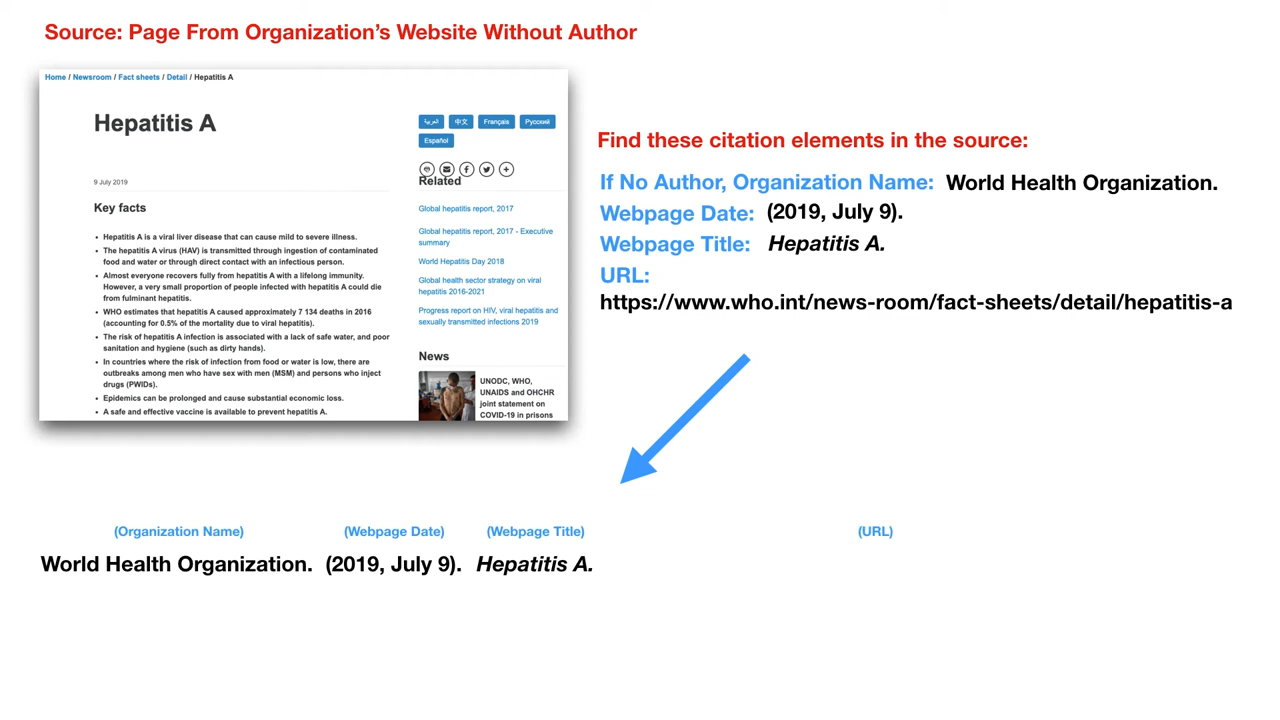 Source: Page From Organization's Website Without Author
Home / Newsroom / Fact sheets / Detail / Hepatitis A
Hepatitis A
العربية
中文
Français
Русский
Español
9 July 2019
Key facts
• Hepatitis A is a viral liver disease that can cause mild to severe illness.
• The hepatitis A virus (HAV) is transmitted through ingestion of contaminated
food and water or through direct contact with an infectious person.
• Almost everyone recovers fully from hepatitis A with a lifelong immunity.
However, a very small proportion of people infected with hepatitis A could die
from fulminant hepatitis.
• WHO estimates that hepatitis A caused approximately 7 134 deaths in 2016
(accounting for 0.5% of the mortality due to viral hepatitis).
• The risk of hepatitis A infection is associated with a lack of safe water, and poor
sanitation and hygiene (such as dirty hands).
• In countries where the risk of infection from food or water is low, there are
outbreaks among men who have sex with men (MSM) and persons who inject
drugs (PWIDs).
• Epidemics can be prolonged and cause substantial economic loss.
• A safe and effective vaccine is available to prevent hepatitis A.
Related
Global hepatitis report, 2017
Global hepatitis report, 2017 - Executive
summary
World Hepatitis Day 2018
Global health sector strategy on viral
hepatitis 2016-2021
Progress report on HIV, viral hepatitis and
sexually transmitted infections 2019
News
UNODC, WHO,
UNAIDS and OHCHR
joint statement on
COVID-19 in prisons
Find these citation elements in the source:
If No Author, Organization Name: World Health Organization.
Webpage Date: (2019, July 9).
Webpage Title: Hepatitis A.
URL:
https://www.who.int/news-room/fact-sheets/detail/hepatitis-a
(Organization Name) (Webpage Date) (Webpage Title) (URL)
World Health Organization. (2019, July 9). Hepatitis A.